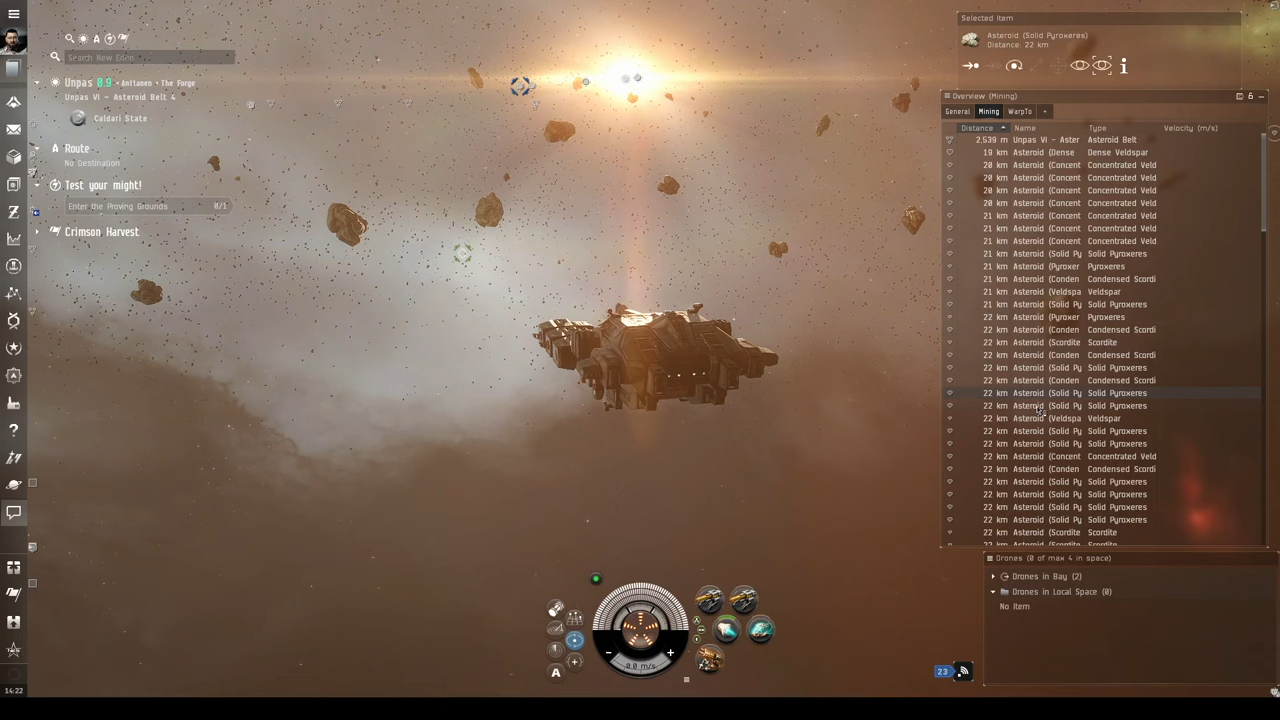 Search New Eden
Unpas 0.9 ◂ Anttanen ◂ The Forge
Unpas VI - Asteroid Belt 4
Caldari State
Route
No Destination
Test your might!
Enter the Proving Grounds 0/1
Crimson Harvest
14:22
Selected Item
Asteroid (Solid Pyroxeres)
Distance: 22 km
Overview (Mining)
General Mining WarpTo +
Distance Name Type Velocity (m/s)
2,539 m Unpas VI - Aster Asteroid Belt
19 km Asteroid (Dense Dense Veldspar
20 km Asteroid (Concent Concentrated Veld
20 km Asteroid (Concent Concentrated Veld
20 km Asteroid (Concent Concentrated Veld
20 km Asteroid (Concent Concentrated Veld
21 km Asteroid (Concent Concentrated Veld
21 km Asteroid (Concent Concentrated Veld
21 km Asteroid (Concent Concentrated Veld
21 km Asteroid (Solid Py Solid Pyroxeres
21 km Asteroid (Pyroxer Pyroxeres
21 km Asteroid (Conden Condensed Scordi
21 km Asteroid (Veldspa Veldspar
21 km Asteroid (Solid Py Solid Pyroxeres
22 km Asteroid (Pyroxer Pyroxeres
22 km Asteroid (Conden Condensed Scordi
22 km Asteroid (Scordite Scordite
22 km Asteroid (Conden Condensed Scordi
22 km Asteroid (Solid Py Solid Pyroxeres
22 km Asteroid (Conden Condensed Scordi
22 km Asteroid (Solid Py Solid Pyroxeres
22 km Asteroid (Solid Py Solid Pyroxeres
22 km Asteroid (Veldspa Veldspar
22 km Asteroid (Solid Py Solid Pyroxeres
22 km Asteroid (Solid Py Solid Pyroxeres
22 km Asteroid (Concent Concentrated Veld
22 km Asteroid (Conden Condensed Scordi
22 km Asteroid (Solid Py Solid Pyroxeres
22 km Asteroid (Solid Py Solid Pyroxeres
22 km Asteroid (Solid Py Solid Pyroxeres
22 km Asteroid (Solid Py Solid Pyroxeres
22 km Asteroid (Scordite Scordite
22 km Asteroid (Scordite Scordite
Drones (0 of max 4 in space)
Drones in Bay (2)
Drones in Local Space (0)
No Item
0.0 m/s
A
23